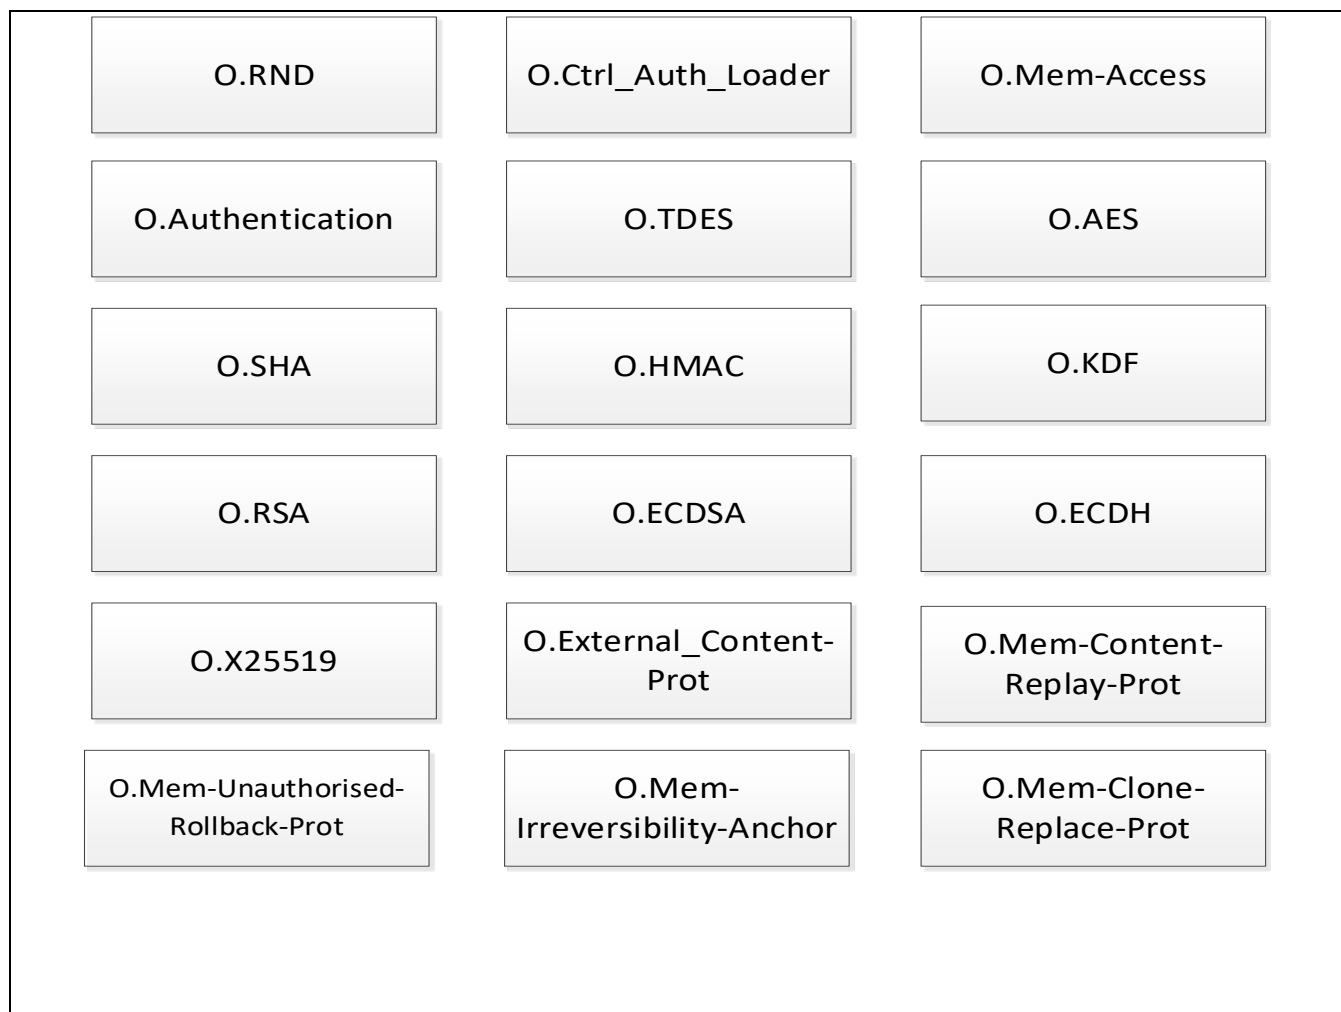 O.RND
O.Ctrl_Auth_Loader
O.Mem-Access
O.Authentication
O.TDES
O.AES
O.SHA
O.HMAC
O.KDF
O.RSA
O.ECDSA
O.ECDH
O.X25519
O.External_Content-
Prot
O.Mem-Content-
Replay-Prot
O.Mem-Unauthorised-
Rollback-Prot
O.Mem-
Irreversibility-Anchor
O.Mem-Clone-
Replace-Prot